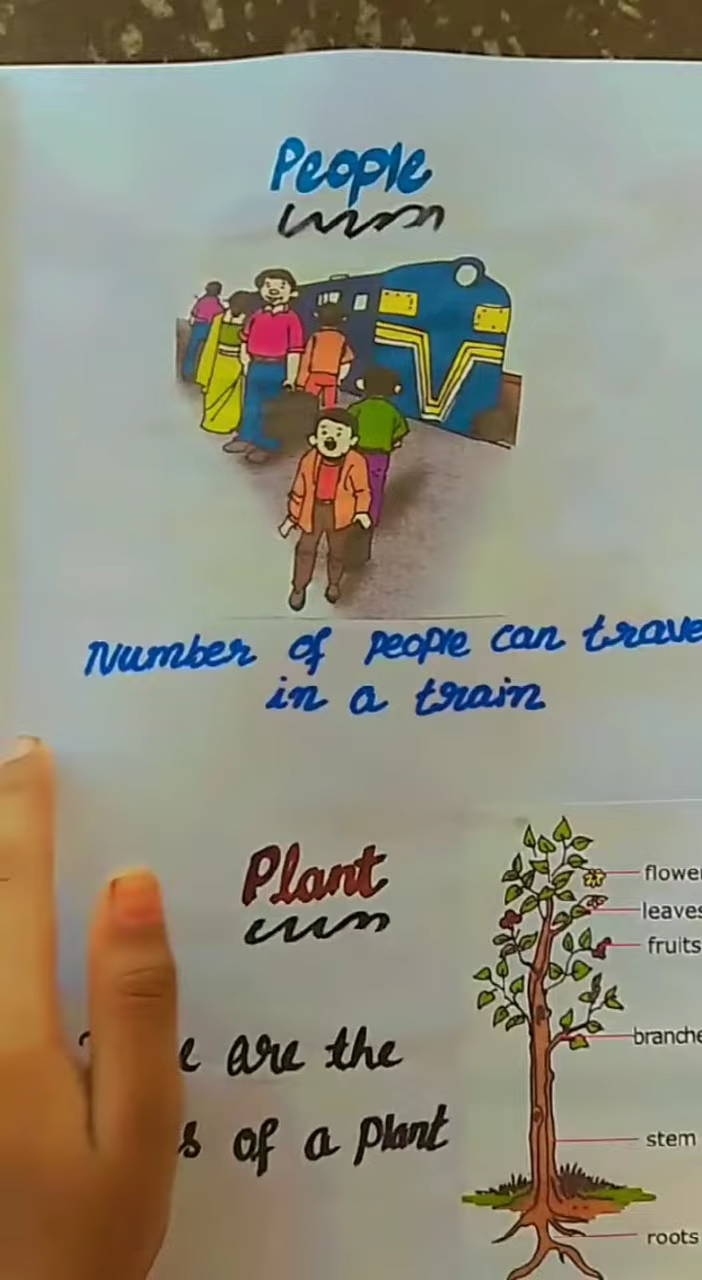 People
Number of People can trave
in a train
Plant
are the
of a Plant
flower
leaves
fruits
branche
stem
roots